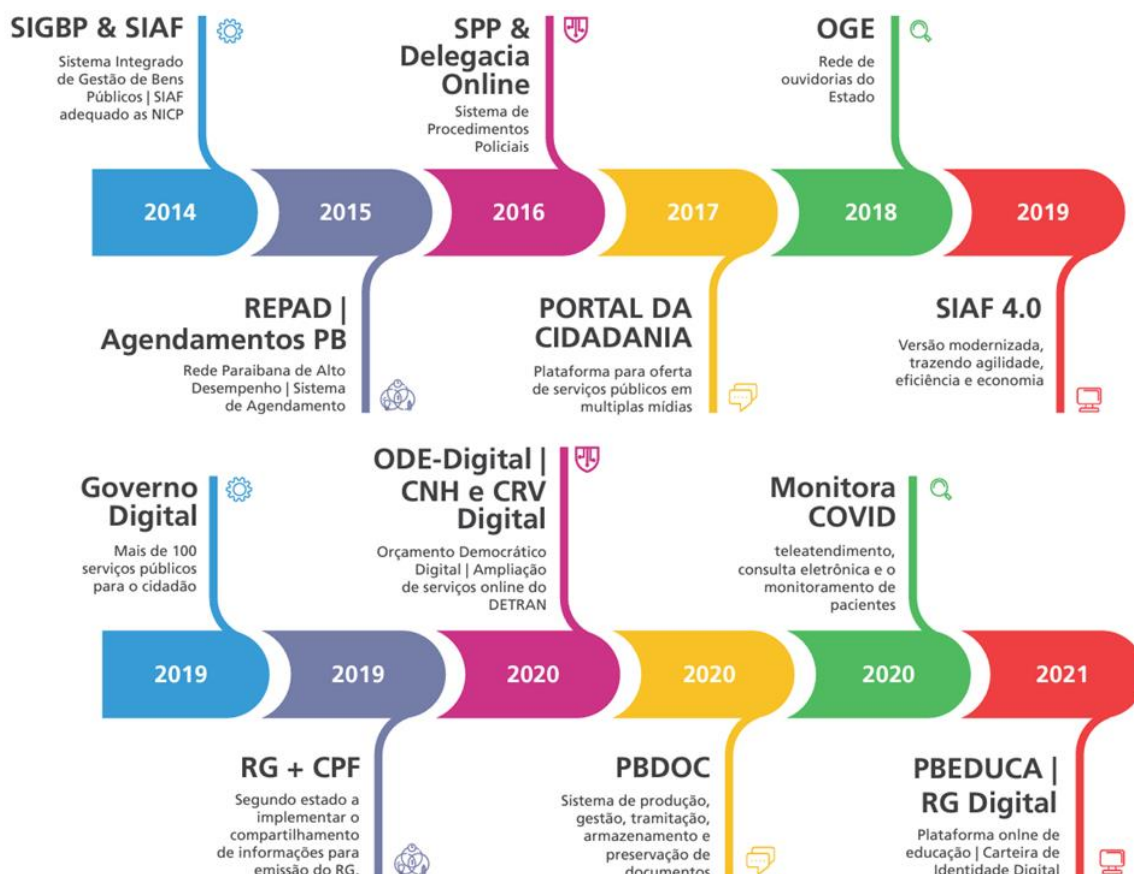 SIGBP & SIAF
Sistema Integrado
de Gestão de Bens
Públicos | SIAF
adequado as NICP
SPP &
Delegacia
Online
Sistema de
Procedimentos
Policiais
OGE
Rede de
ouvidorias do
Estado
2014
2015
2016
2017
2018
2019
REPAD |
Agendamentos PB
Rede Paraibana de Alto
Desempenho | Sistema
de Agendamento
PORTAL DA
CIDADANIA
Plataforma para oferta
de serviços públicos em
multiplas mídias
SIAF 4.0
Versão modernizada,
trazendo agilidade,
eficiência e economia
Governo
Digital
Mais de 100
serviços públicos
para o cidadão
ODE-Digital |
CNH e CRV
Digital
Orçamento Democrático
Digital | Ampliação
de serviços online do
DETRAN
Monitora
COVID
teleatendimento,
consulta eletrônica e o
monitoramento de
pacientes
2019
2019
2020
2020
2020
2021
RG + CPF
Segundo estado a
implementar o
compartilhamento
de informações para
emissão do RG.
PBDOC
Sistema de produção,
gestão, tramitação,
armazenamento e
preservação de
documentos
PBEDUCA |
RG Digital
Plataforma onlne de
educação | Carteira de
Identidade Digital